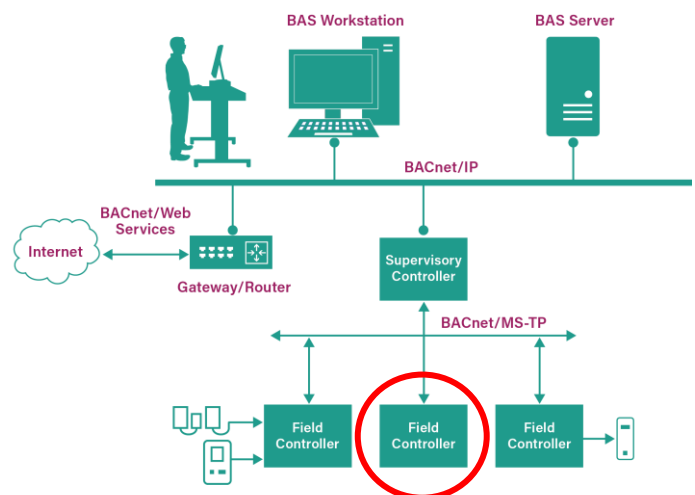 BAS Workstation
BAS Server
BACnet/IP
BACnet/Web
Services
Internet
Gateway/Router
Supervisory
Controller
BACnet/MS-TP
Field
Controller
Field
Controller
Field
Controller